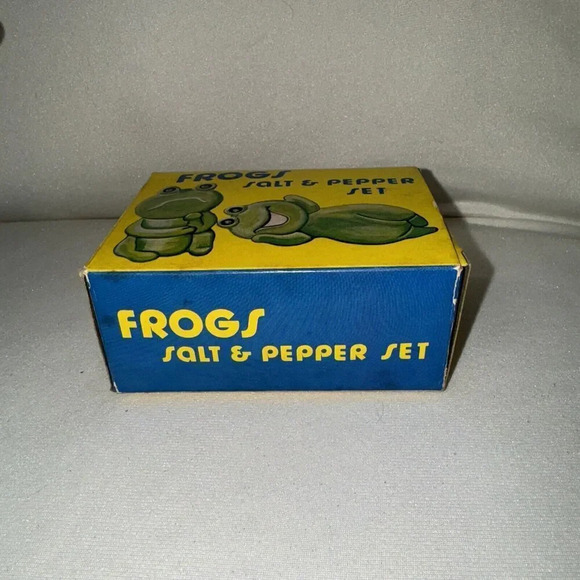 FROGS
SALT & PEPPER
SET
FROGS
SALT & PEPPER SET